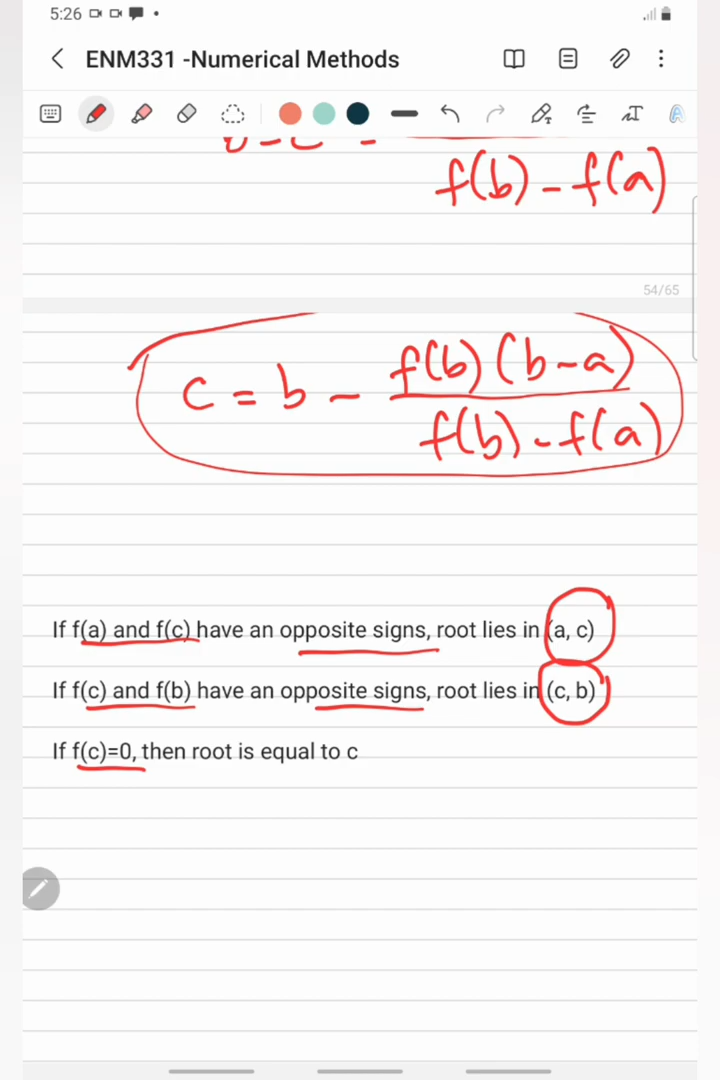 5:26
ENM331 -Numerical Methods
f(b) - f(a)
54/65
c = b - f(b)(b-a)
f(b) - f(a)
If f(a) and f(c) have an opposite signs, root lies in (a, c)
If f(c) and f(b) have an opposite signs, root lies in (c, b)
If f(c)=0, then root is equal to c